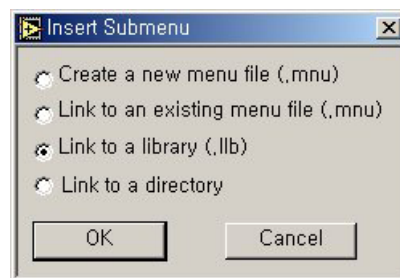 Insert Submenu
Create a new menu file (,mnu)
Link to an existing menu file (,mnu)
Link to a library (,llb)
Link to a directory
OK
Cancel